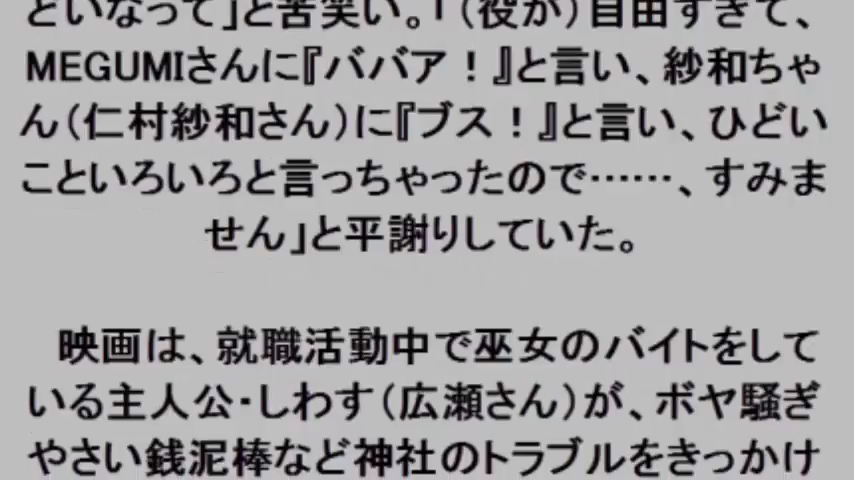 といなって」と苦笑い。「（役が）自由すぎて、
MEGUMIさんに『ババア！』と言い、紗和ちゃ
ん（仁村紗和さん）に『ブス！』と言い、ひどい
こといろいろと言っちゃったので……、すみま
せん」と平謝りしていた。
映画は、就職活動中で巫女のバイトをして
いる主人公・しわす（広瀬さん）が、ボヤ騒ぎ
やさい銭泥棒など神社のトラブルをきっかけ